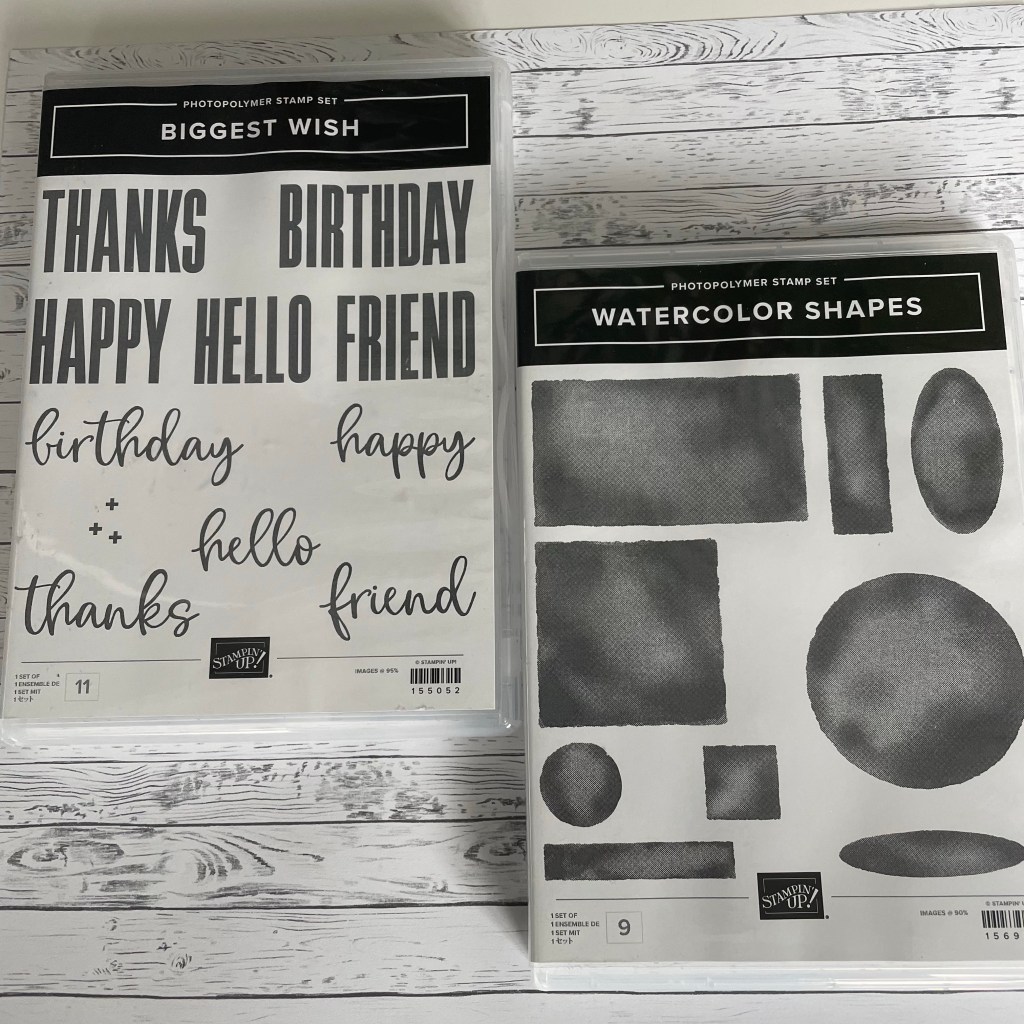 PHOTOPOLYMER STAMP SET
BIGGEST WISH
THANKS BIRTHDAY
HAPPY HELLO FRIEND
birthday happy
hello
thanks friend
STAMPIN' UP!
1 SET OF
1 ENSEMBLE DE
1 SET MIT
1 セット
11
IMAGES @ 95%
© STAMPIN' UP!
155052
PHOTOPOLYMER STAMP SET
WATERCOLOR SHAPES
STAMPIN' UP!
1 SET OF
1 ENSEMBLE DE
1 SET MIT
1 セット
9
IMAGES @ 90%
© STAMPIN'
1569